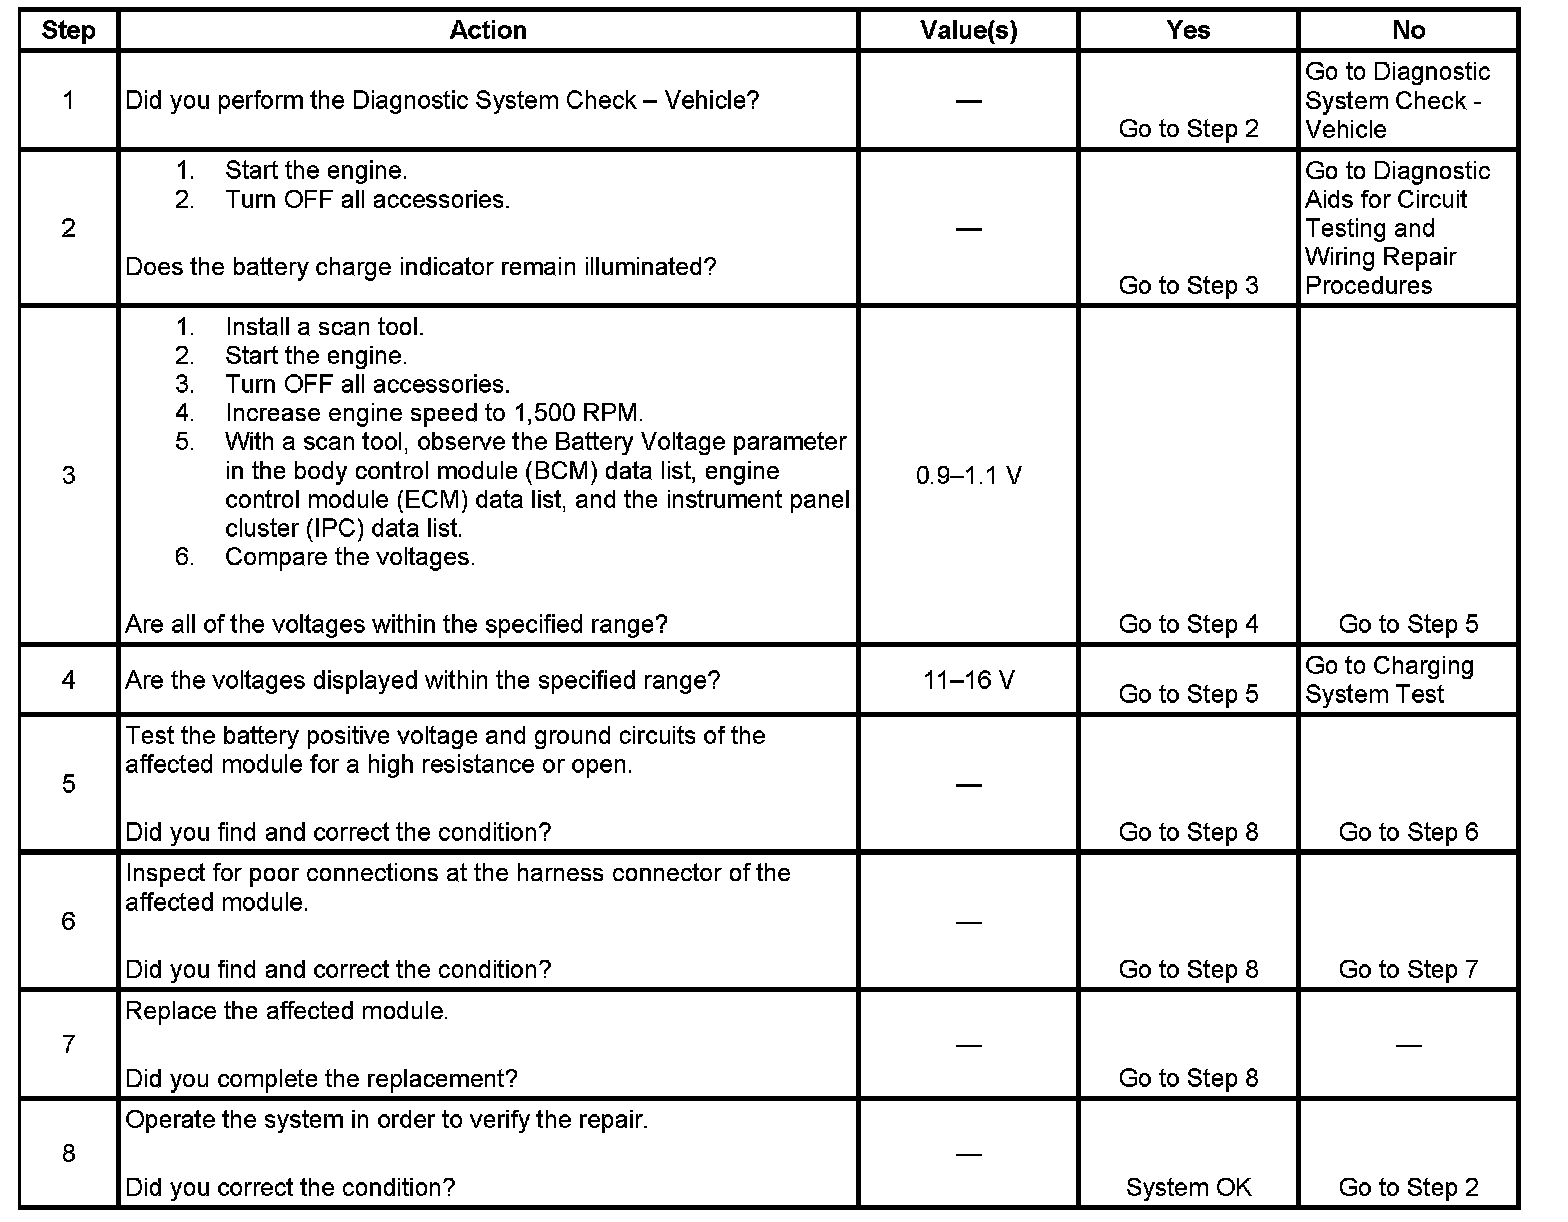 Step Action Value(s) Yes No
1 Did you perform the Diagnostic System Check – Vehicle? — Go to Step 2 Go to Diagnostic
System Check -
Vehicle
2 1. Start the engine.
2. Turn OFF all accessories.
Does the battery charge indicator remain illuminated? — Go to Step 3 Go to Diagnostic
Aids for Circuit
Testing and
Wiring Repair
Procedures
3 1. Install a scan tool.
2. Start the engine.
3. Turn OFF all accessories.
4. Increase engine speed to 1,500 RPM.
5. With a scan tool, observe the Battery Voltage parameter
in the body control module (BCM) data list, engine
control module (ECM) data list, and the instrument panel
cluster (IPC) data list.
6. Compare the voltages.
Are all of the voltages within the specified range? 0.9–1.1 V Go to Step 4 Go to Step 5
4 Are the voltages displayed within the specified range? 11–16 V Go to Step 5 Go to Charging
System Test
5 Test the battery positive voltage and ground circuits of the
affected module for a high resistance or open.
Did you find and correct the condition? — Go to Step 8 Go to Step 6
6 Inspect for poor connections at the harness connector of the
affected module.
Did you find and correct the condition? — Go to Step 8 Go to Step 7
7 Replace the affected module.
Did you complete the replacement? — Go to Step 8 —
8 Operate the system in order to verify the repair.
Did you correct the condition? — System OK Go to Step 2